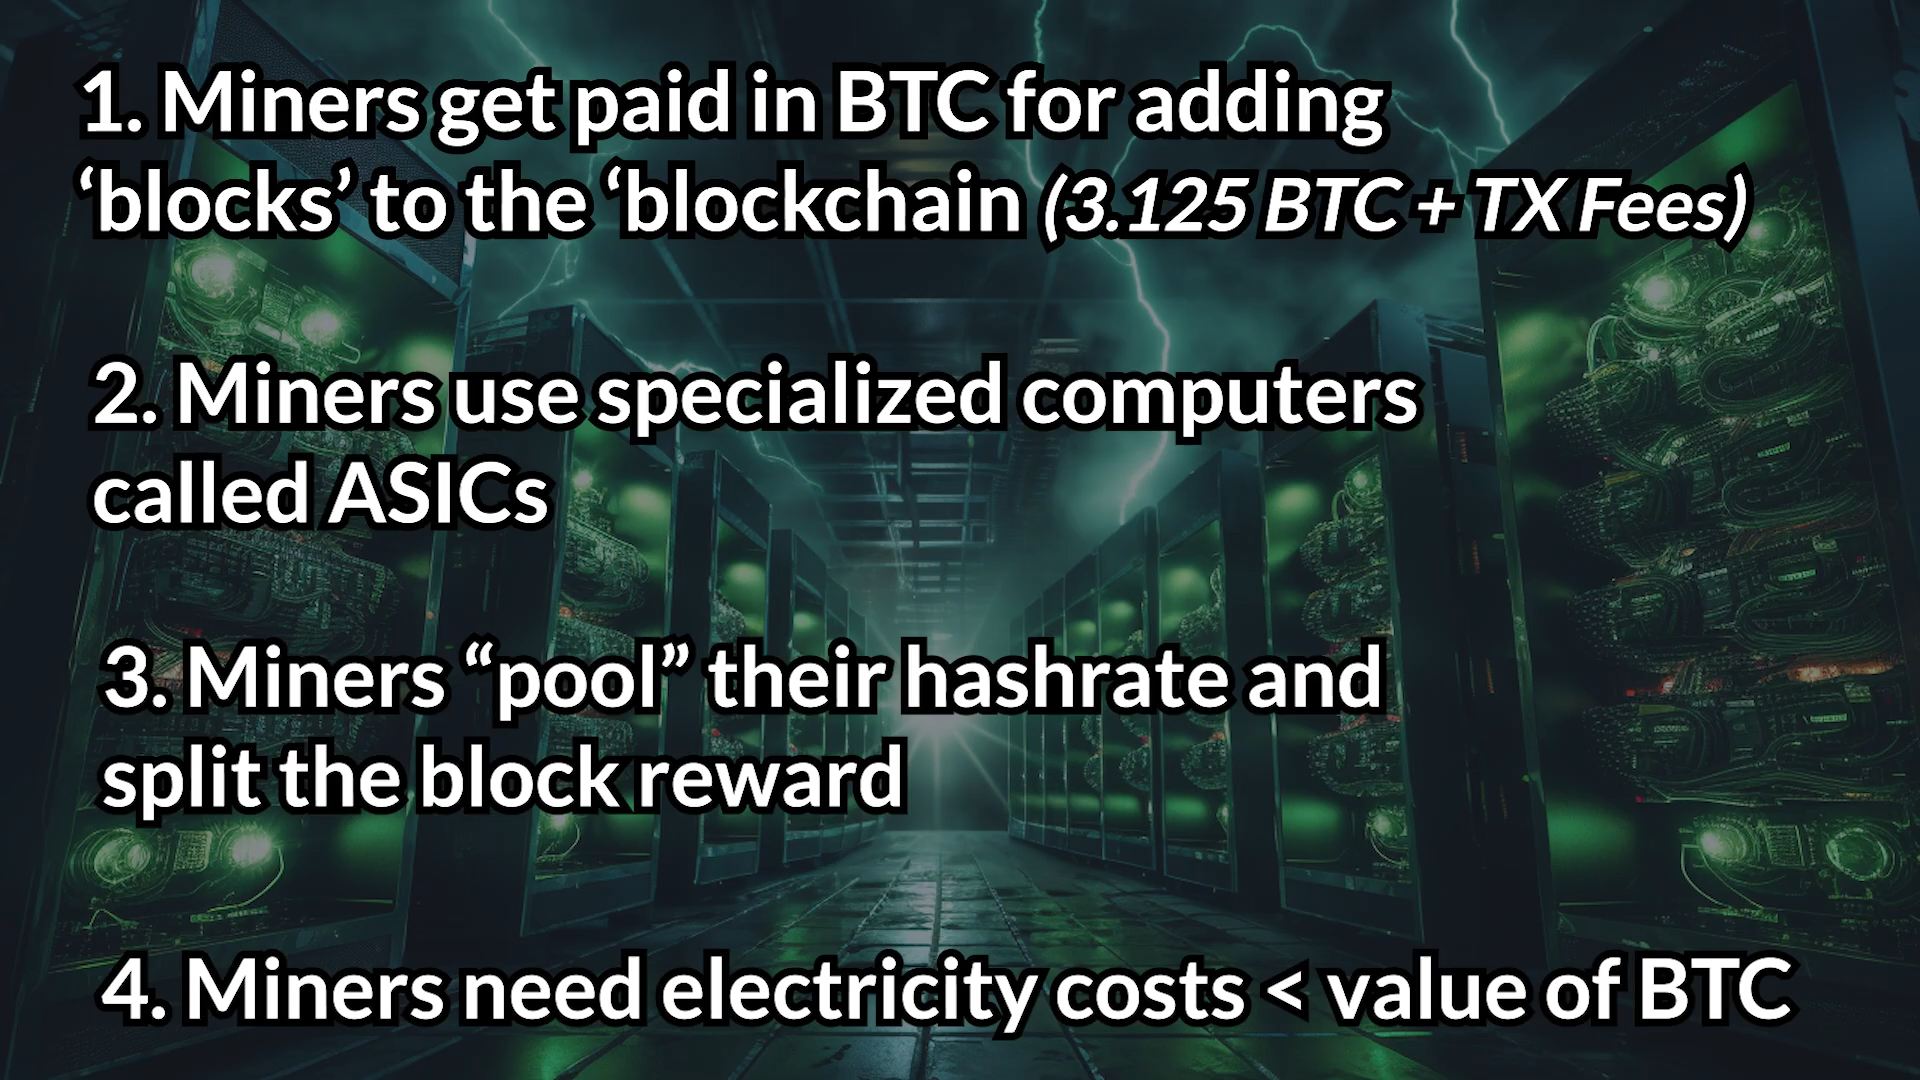 1. Miners get paid in BTC for adding
‘blocks’ to the ‘blockchain (3.125 BTC + TX Fees)
2. Miners use specialized computers
called ASICs
3. Miners “pool” their hashrate and
split the block reward
4. Miners need electricity costs < value of BTC